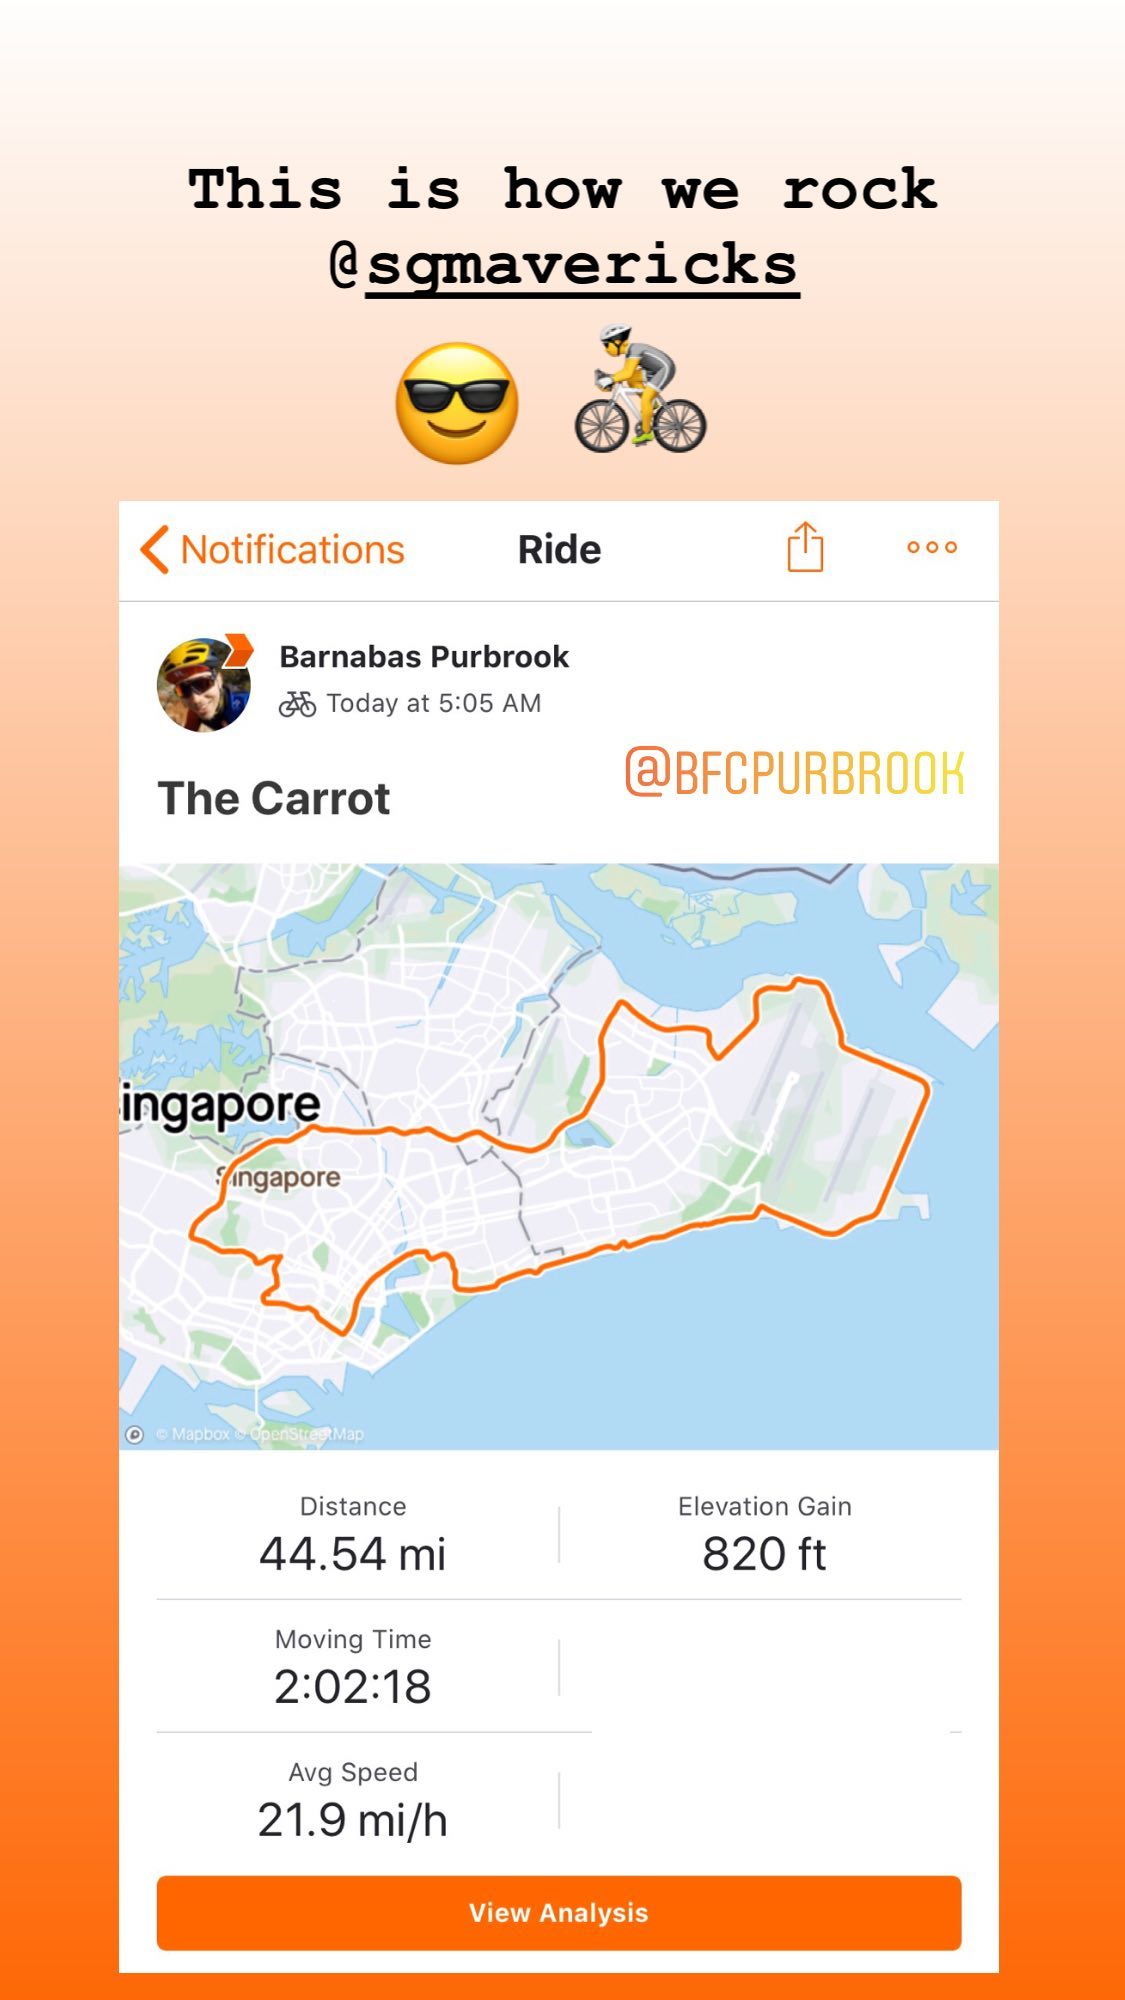 This is how we rock
@sgmavericks
Notifications
Ride
Barnabas Purbrook
Today at 5:05 AM
@BFCPURBROOK
The Carrot
ingapore
Singapore
© Mapbox © OpenStreetMap
Distance
44.54 mi
Elevation Gain
820 ft
Moving Time
2:02:18
Avg Speed
21.9 mi/h
View Analysis